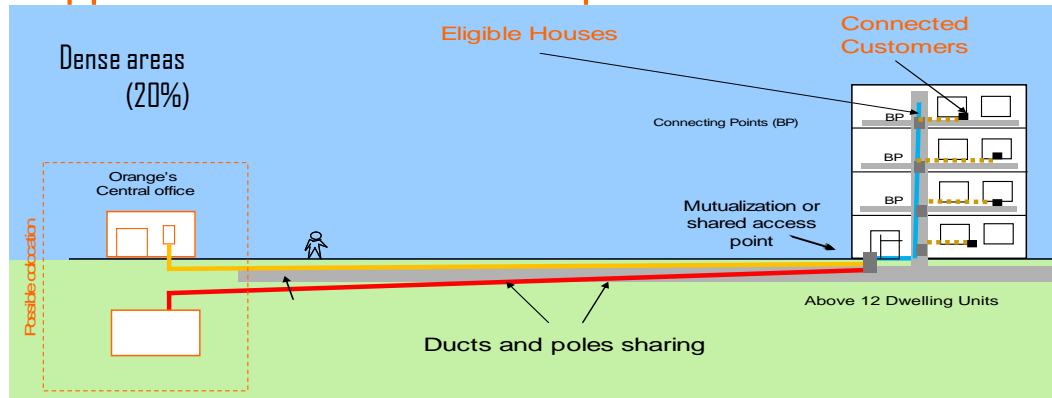 Eligible Houses
Connected
Customers
Dense areas
(20%)
Connecting Points (BP)
BP
BP
BP
Orange's
Central office
Possible colocation
Mutualization or
shared access
point
Above 12 Dwelling Units
Ducts and poles sharing